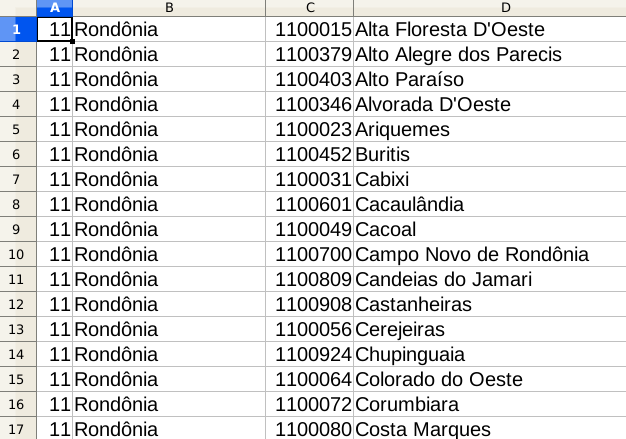 A B C D
1 11 Rondônia 1100015 Alta Floresta D'Oeste
2 11 Rondônia 1100379 Alto Alegre dos Parecis
3 11 Rondônia 1100403 Alto Paraíso
4 11 Rondônia 1100346 Alvorada D'Oeste
5 11 Rondônia 1100023 Ariquemes
6 11 Rondônia 1100452 Buritis
7 11 Rondônia 1100031 Cabixi
8 11 Rondônia 1100601 Cacaulândia
9 11 Rondônia 1100049 Cacoal
10 11 Rondônia 1100700 Campo Novo de Rondônia
11 11 Rondônia 1100809 Candeias do Jamari
12 11 Rondônia 1100908 Castanheiras
13 11 Rondônia 1100056 Cerejeiras
14 11 Rondônia 1100924 Chupinguaia
15 11 Rondônia 1100064 Colorado do Oeste
16 11 Rondônia 1100072 Corumbiara
17 11 Rondônia 1100080 Costa Marques